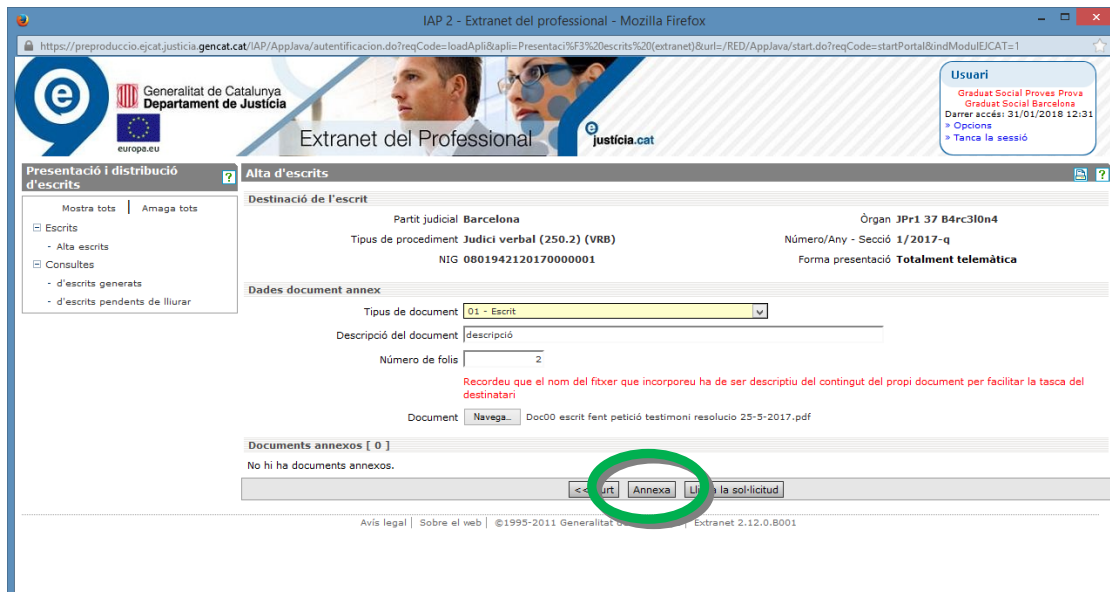 IAP 2 - Extranet del professional - Mozilla Firefox
https://preproduccio.ejcat.justicia.gencat.cat/IAP/AppJava/autentificacion.do?reqCode=loadApli&apli=Presentaci%F3%20escrits%20(extranet)&url=/RED/AppJava/start.do?reqCode=startPortal&indModulEJCAT=1
e
Generalitat de Catalunya
Departament de Justícia
europa.eu
Extranet del Professional
e
justícia.cat
Usuari
Graduat Social Proves Prova
Graduat Social Barcelona
Darrer accés: 31/01/2018 12:31
» Opcions
» Tanca la sessió
Presentació i distribució
d'escrits
?
Mostra tots | Amaga tots
Escrits
- Alta escrits
Consultes
- d'escrits generats
- d'escrits pendents de lliurar
Alta d'escrits
?
Destinació de l'escrit
Partit judicial Barcelona Òrgan JPr1 37 B4rc3l0n4
Tipus de procediment Judici verbal (250.2) (VRB) Número/Any - Secció 1/2017-q
NIG 0801942120170000001 Forma presentació Totalment telemàtica
Dades document annex
Tipus de document 01 - Escrit
Descripció del document descripció
Número de folis 2
Recordeu que el nom del fitxer que incorporeu ha de ser descriptiu del contingut del propi document per facilitar la tasca del
destinatari
Document Navega... Doc00 escrit fent petició testimoni resolucio 25-5-2017.pdf
Documents annexos [ 0 ]
No hi ha documents annexos.
Annexa la sol·licitud
Avís legal | Sobre el web | ©1995-2011 Generalitat | Extranet 2.12.0.B001